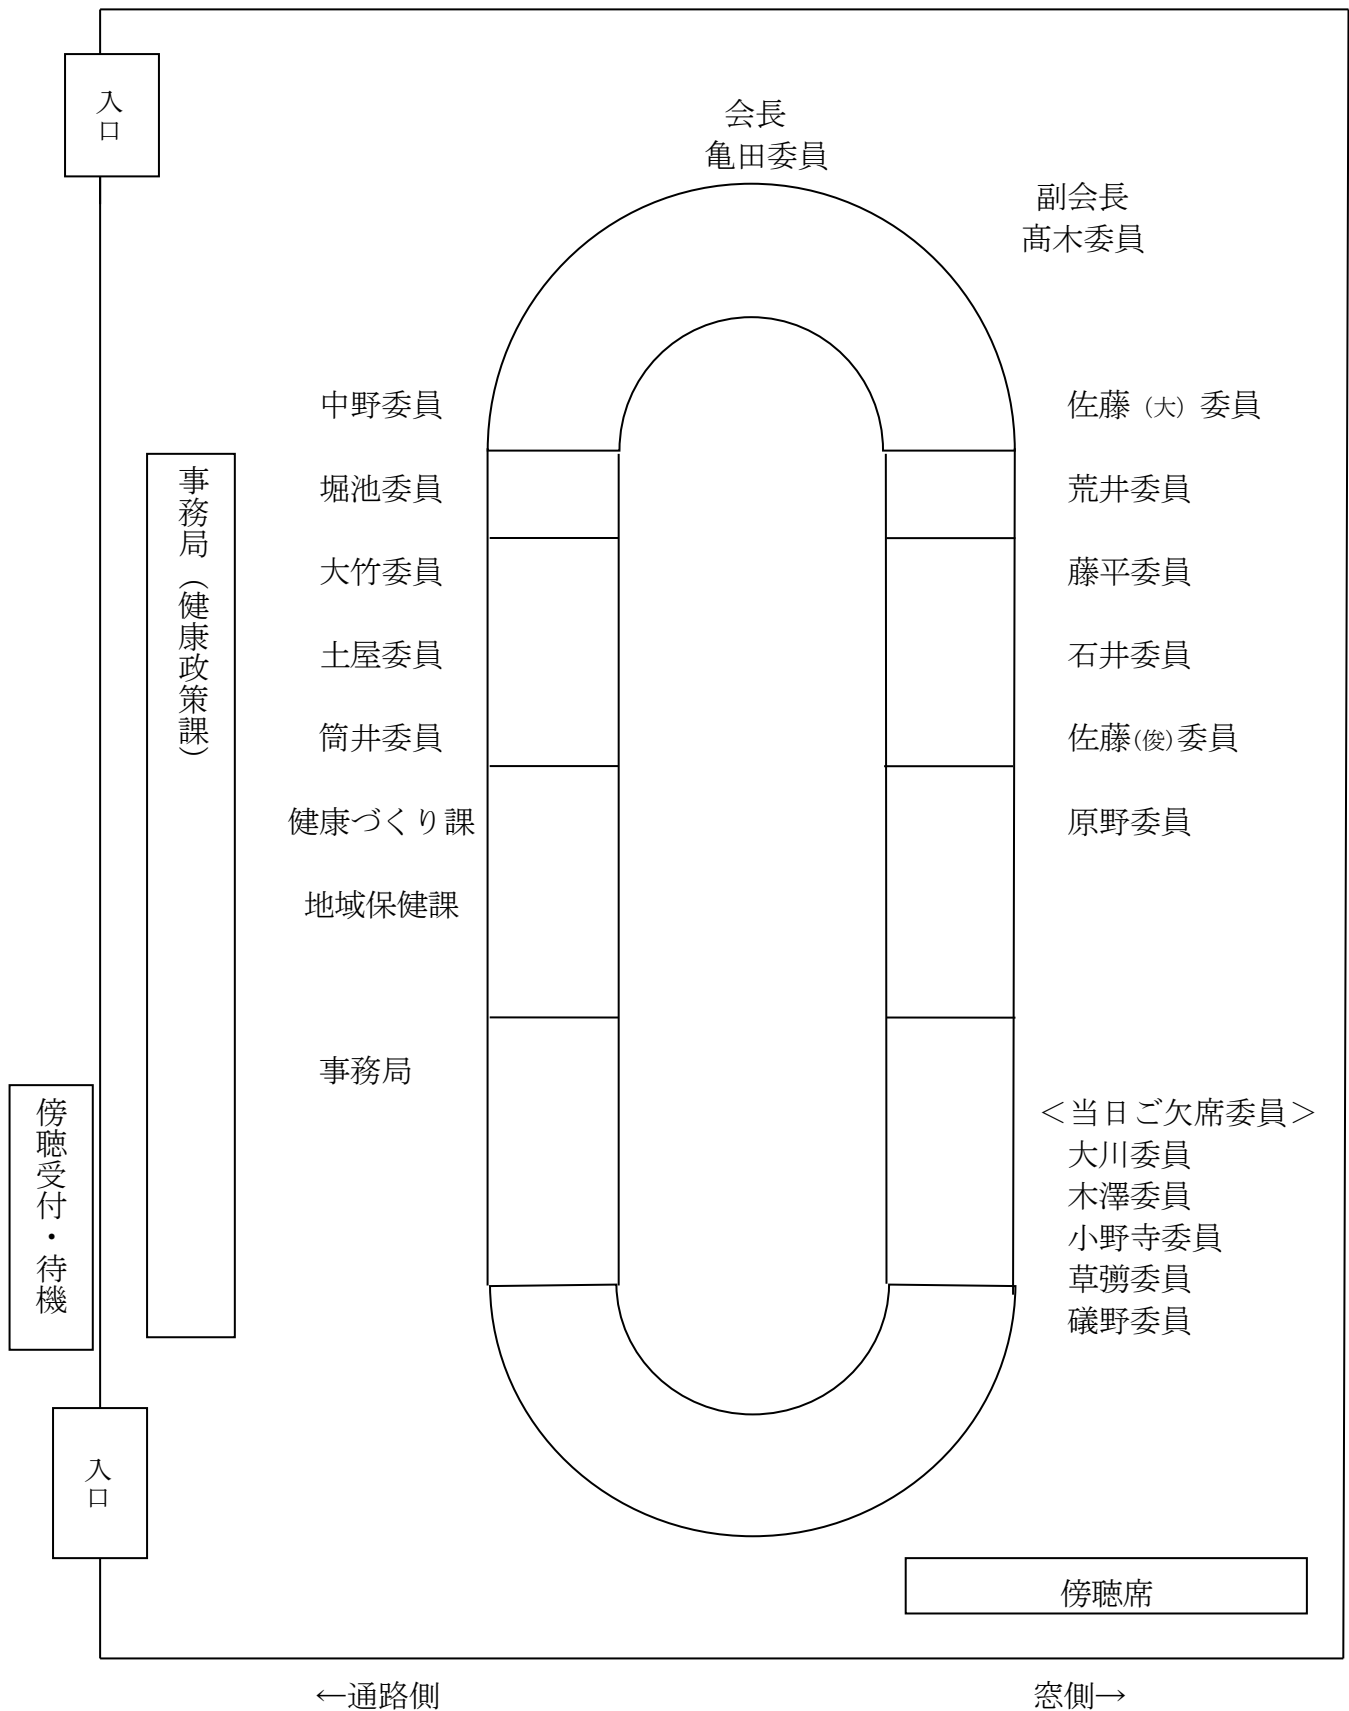 入口
会長
亀田委員
副会長
髙木委員
中野委員
佐藤（大）委員
事務局（健康政策課）
堀池委員
荒井委員
大竹委員
藤平委員
土屋委員
石井委員
筒井委員
佐藤(俊)委員
健康づくり課
原野委員
地域保健課
事務局
傍聴受付・待機
＜当日ご欠席委員＞
大川委員
木澤委員
小野寺委員
草彅委員
礒野委員
入口
傍聴席
←通路側
窓側→